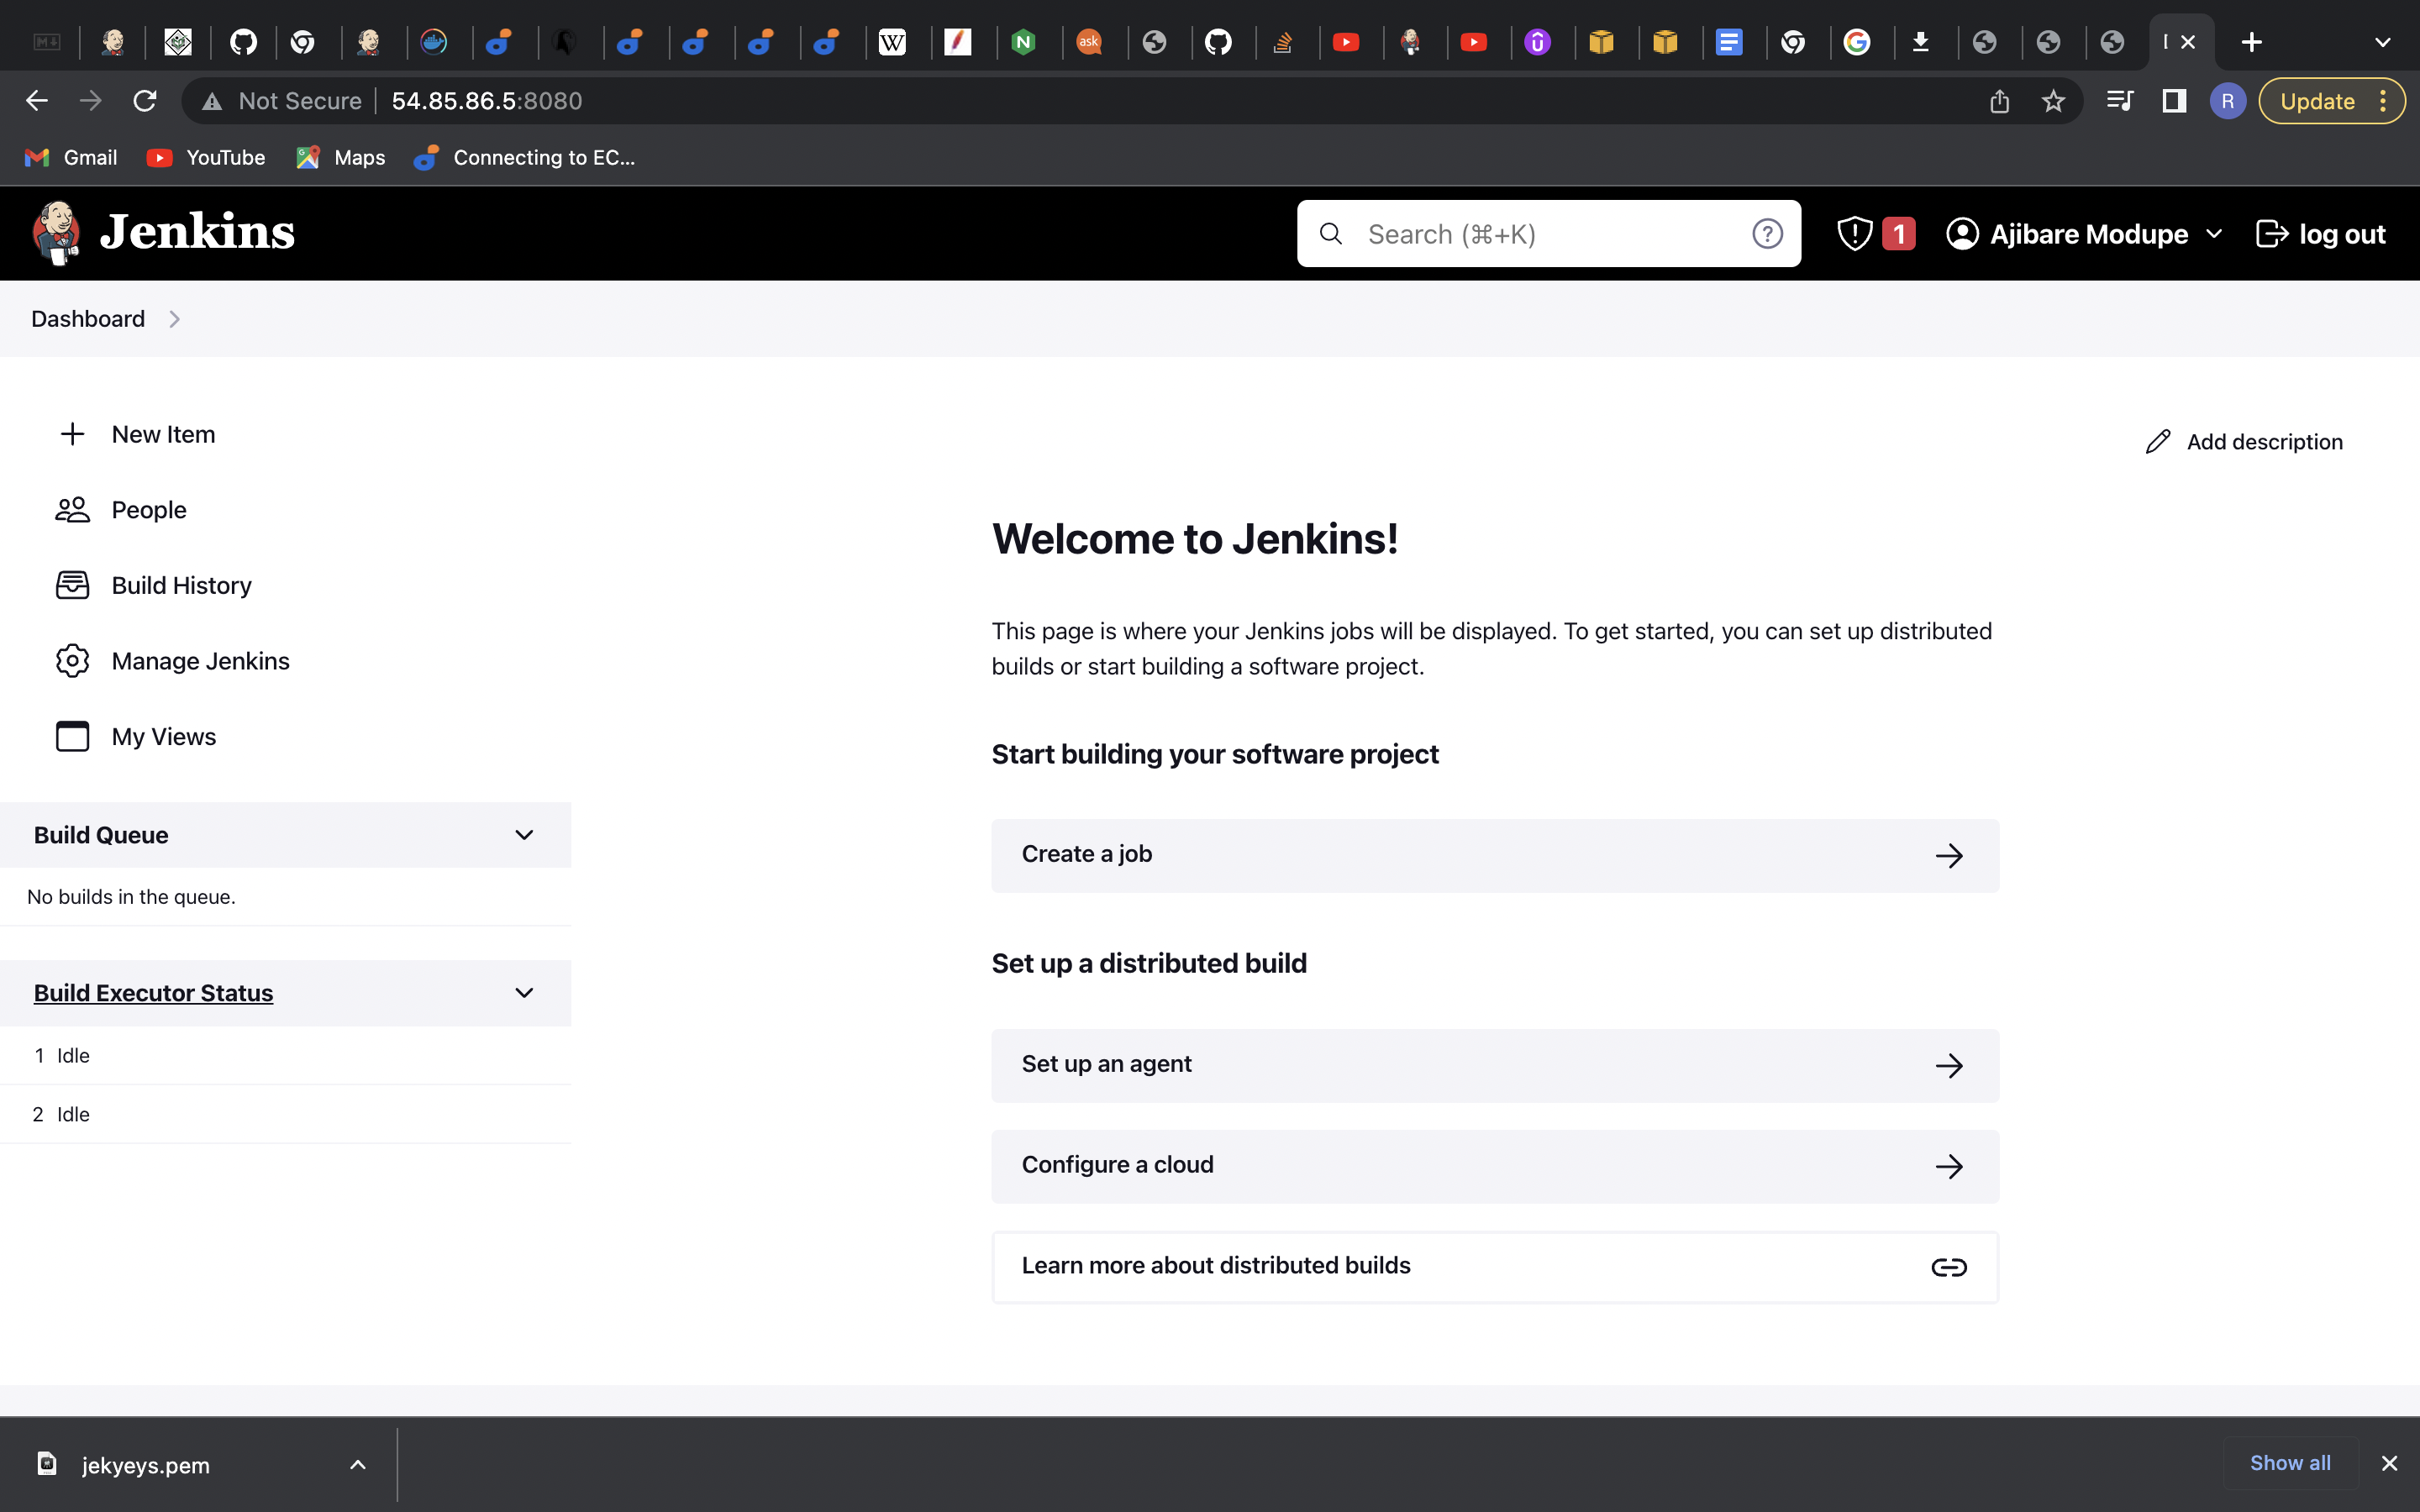 M↓
ask
W
N
[
Not Secure
54.85.86.5:8080
R
Update
Gmail
YouTube
Maps
Connecting to EC...
Jenkins
Search (⌘+K)
?
1
Ajibare Modupe
log out
Dashboard
New Item
People
Build History
Manage Jenkins
My Views
Build Queue
No builds in the queue.
Build Executor Status
1 Idle
2 Idle
Add description
Welcome to Jenkins!
This page is where your Jenkins jobs will be displayed. To get started, you can set up distributed
builds or start building a software project.
Start building your software project
Create a job
Set up a distributed build
Set up an agent
Configure a cloud
Learn more about distributed builds
jekyeys.pem
Show all